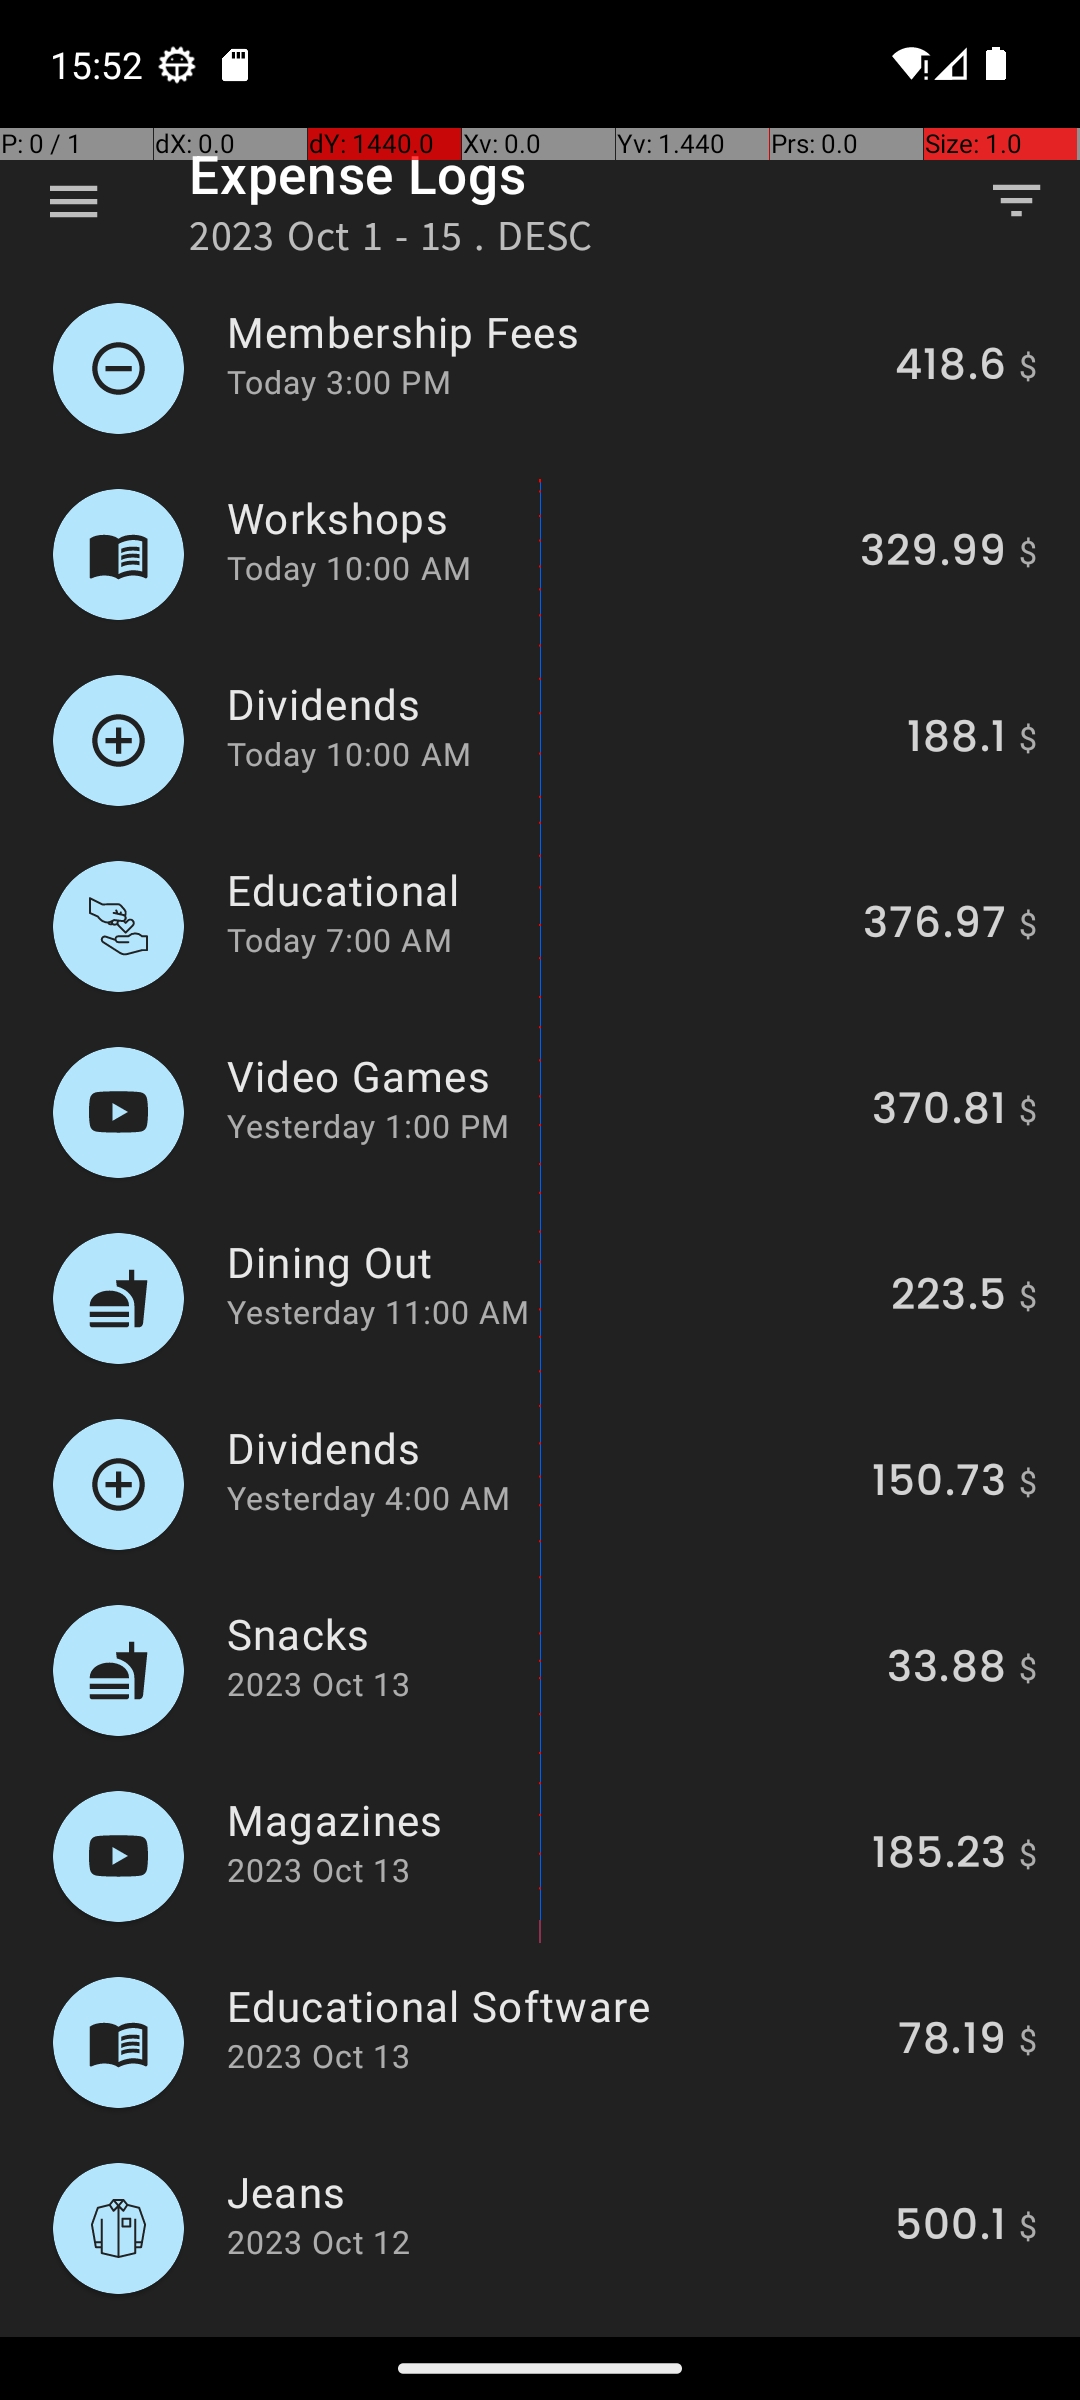 15:52
P: 0 / 1 dX: 0.0 dY: 1440.0 Xv: 0.0 Yv: 1.440 Prs: 0.0 Size: 1.0
Expense Logs
2023 Oct 1 - 15 . DESC
Membership Fees
Today 3:00 PM
418.6 $
Workshops
Today 10:00 AM
329.99 $
Dividends
Today 10:00 AM
188.1 $
Educational
Today 7:00 AM
376.97 $
Video Games
Yesterday 1:00 PM
370.81 $
Dining Out
Yesterday 11:00 AM
223.5 $
Dividends
Yesterday 4:00 AM
150.73 $
Snacks
2023 Oct 13
33.88 $
Magazines
2023 Oct 13
185.23 $
Educational Software
2023 Oct 13
78.19 $
Jeans
2023 Oct 12
500.1 $